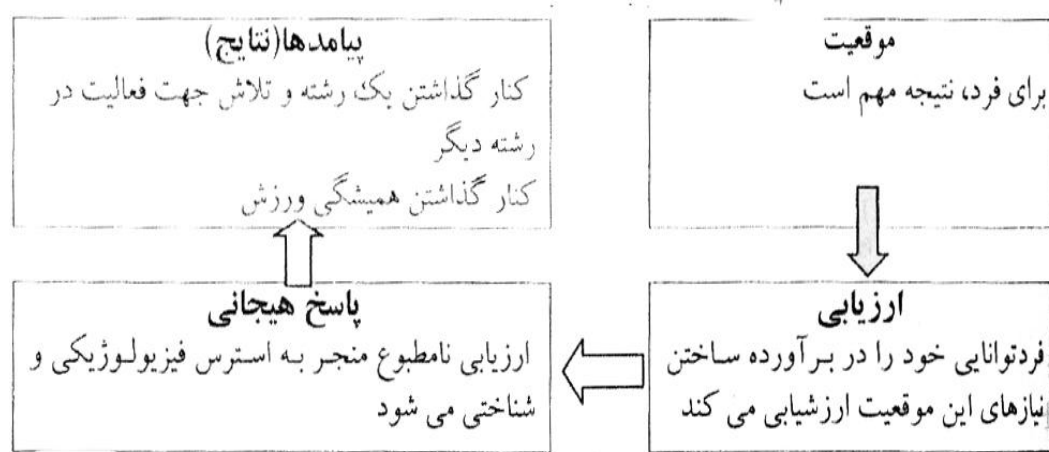 موقعیت
برای فرد، نتیجه مهم است
ارزیابی
فردتوانایی خود را در بر آورده ساختن
نیازهای این موقعیت ارزشیابی می کند
پاسخ هیجانی
ارزیابی نامطبوع منجر به استرس فیزیولوژیکی و
شناختی می شود
پیامدها(نتایج)
کنار گذاشتن یک رشته و تلاش جهت فعالیت در
رشته دیگر
کنار گذاشتن همیشگی ورزش